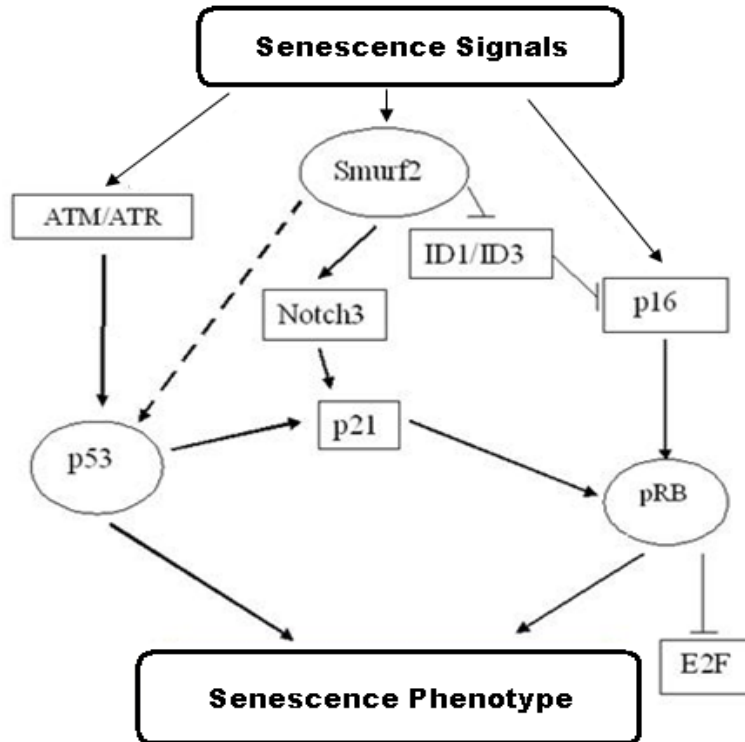 Senescence Signals
Smurf2
ATM/ATR
ID1/ID3
Notch3
p16
p21
p53
pRB
E2F
Senescence Phenotype